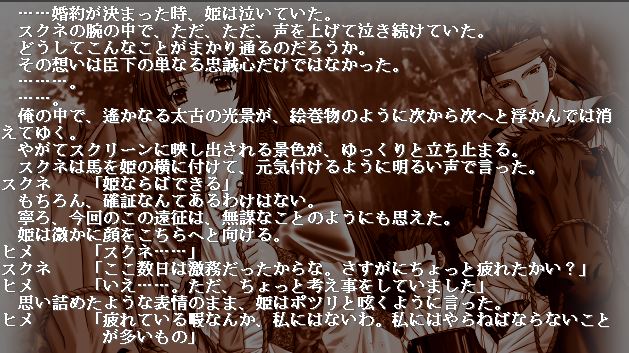 ……婚約が決まった時、姫は泣いていた。
スクネの腕の中で、ただ、ただ、声を上げて泣き続けていた。
どうしてこんなことがまかり通るのだろうか。
その想いは臣下の単なる忠誠心だけではなかった。
………。
……。
俺の中で、遙かなる太古の光景が、絵巻物のように次から次へと浮かんでは消
えてゆく。
やがてスクリーンに映し出される景色が、ゆっくりと立ち止まる。
スクネは馬を姫の横に付けて、元気付けるように明るい声で言った。
スクネ 「姫ならばできる」
もちろん、確証なんてあるわけはない。
寧ろ、今回のこの遠征は、無謀なことのようにも思えた。
姫は微かに顔をこちらへと向ける。
ヒメ 「スクネ……」
スクネ 「ここ数日は激務だったからな。さすがにちょっと疲れたかい？」
ヒメ 「いえ……。ただ、ちょっと考え事をしていました」
思い詰めたような表情のまま、姫はポツリと呟くように言った。
ヒメ 「疲れている暇なんか、私にはないわ。私にはやらねばならないこと
が多いもの」